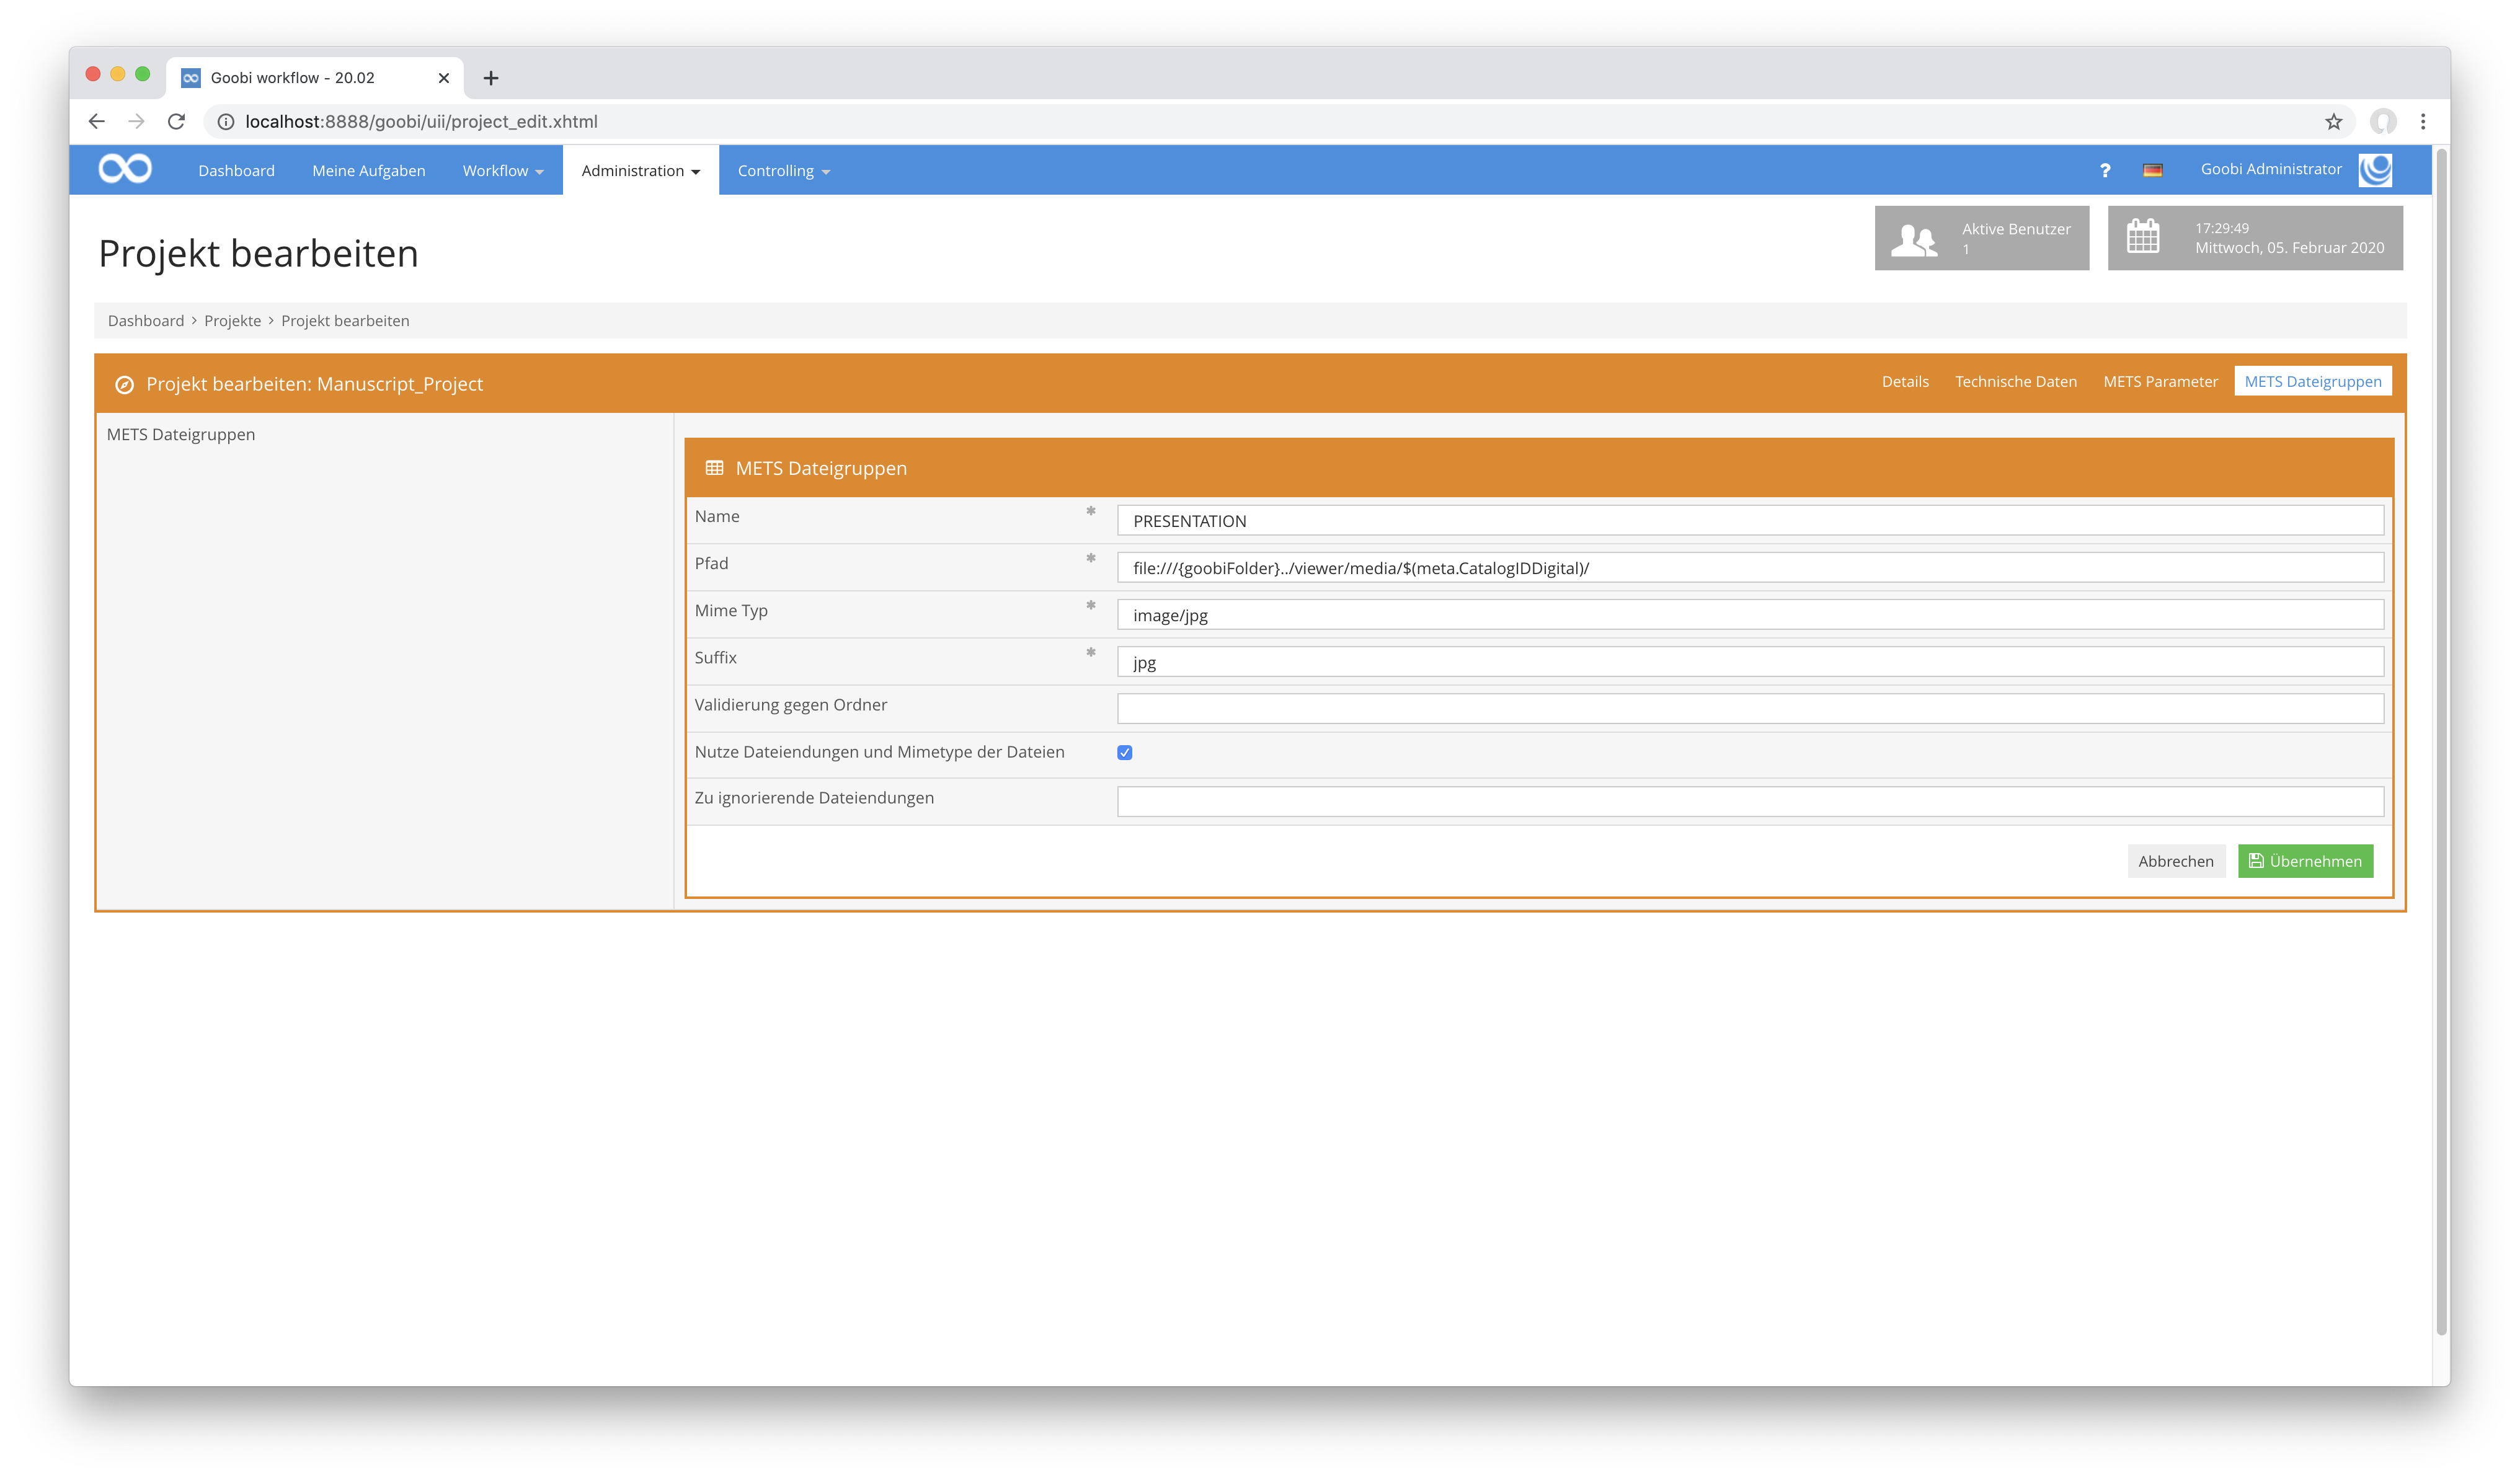 Goobi workflow - 20.02
localhost:8888/goobi/uii/project_edit.xhtml
Dashboard Meine Aufgaben Workflow Administration Controlling ? Goobi Administrator
Projekt bearbeiten
Aktive Benutzer
1
17:29:49
Mittwoch, 05. Februar 2020
Dashboard > Projekte > Projekt bearbeiten
Projekt bearbeiten: Manuscript_Project Details Technische Daten METS Parameter METS Dateigruppen
METS Dateigruppen
METS Dateigruppen
Name * PRESENTATION
Pfad * file:///{goobiFolder}../viewer/media/$(meta.CatalogIDDigital)/
Mime Typ * image/jpg
Suffix * jpg
Validierung gegen Ordner
Nutze Dateiendungen und Mimetype der Dateien
Zu ignorierende Dateiendungen
Abbrechen Übernehmen